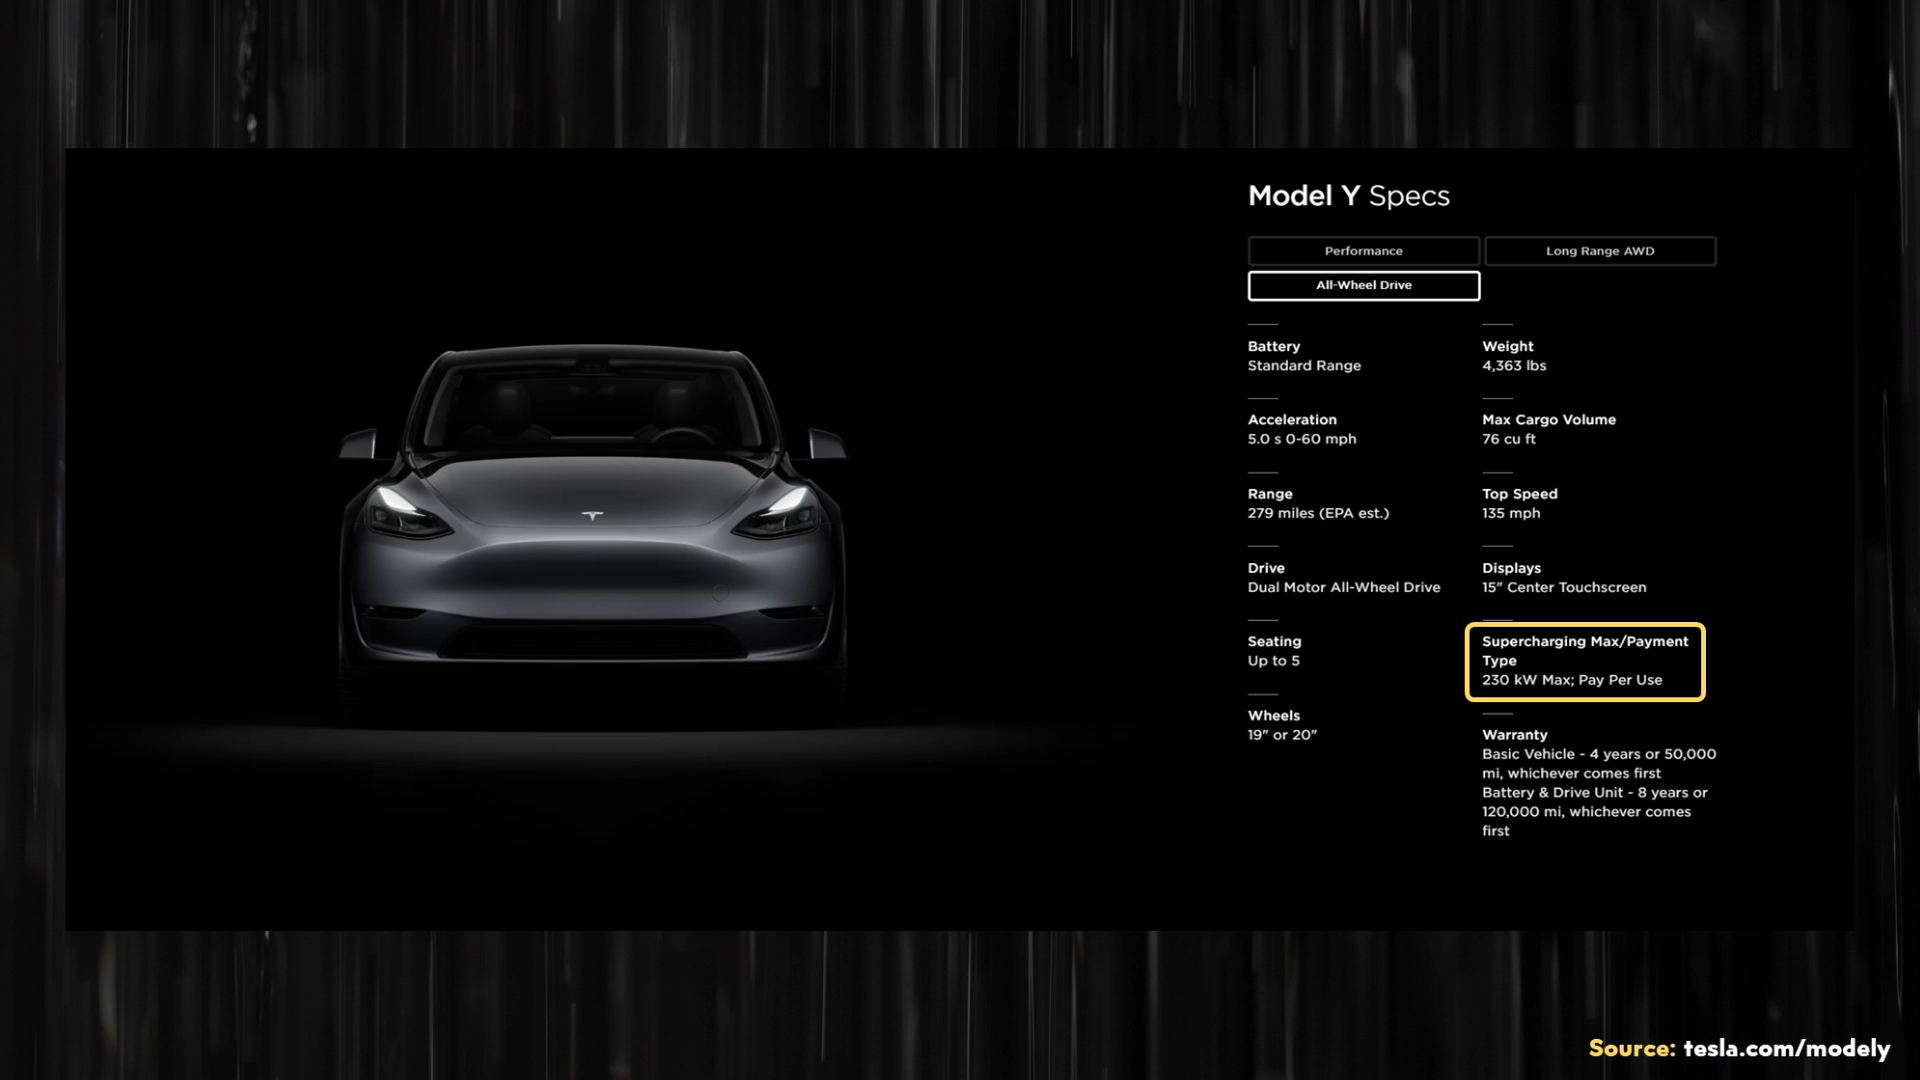 Model Y Specs
Performance
Long Range AWD
All-Wheel Drive
Battery
Standard Range
Acceleration
5.0 s 0-60 mph
Range
279 miles (EPA est.)
Drive
Dual Motor All-Wheel Drive
Seating
Up to 5
Wheels
19" or 20"
Weight
4,363 lbs
Max Cargo Volume
76 cu ft
Top Speed
135 mph
Displays
15" Center Touchscreen
Supercharging Max/Payment
Type
230 kW Max; Pay Per Use
Warranty
Basic Vehicle - 4 years or 50,000
mi, whichever comes first
Battery & Drive Unit - 8 years or
120,000 mi, whichever comes
first
Source: tesla.com/modely